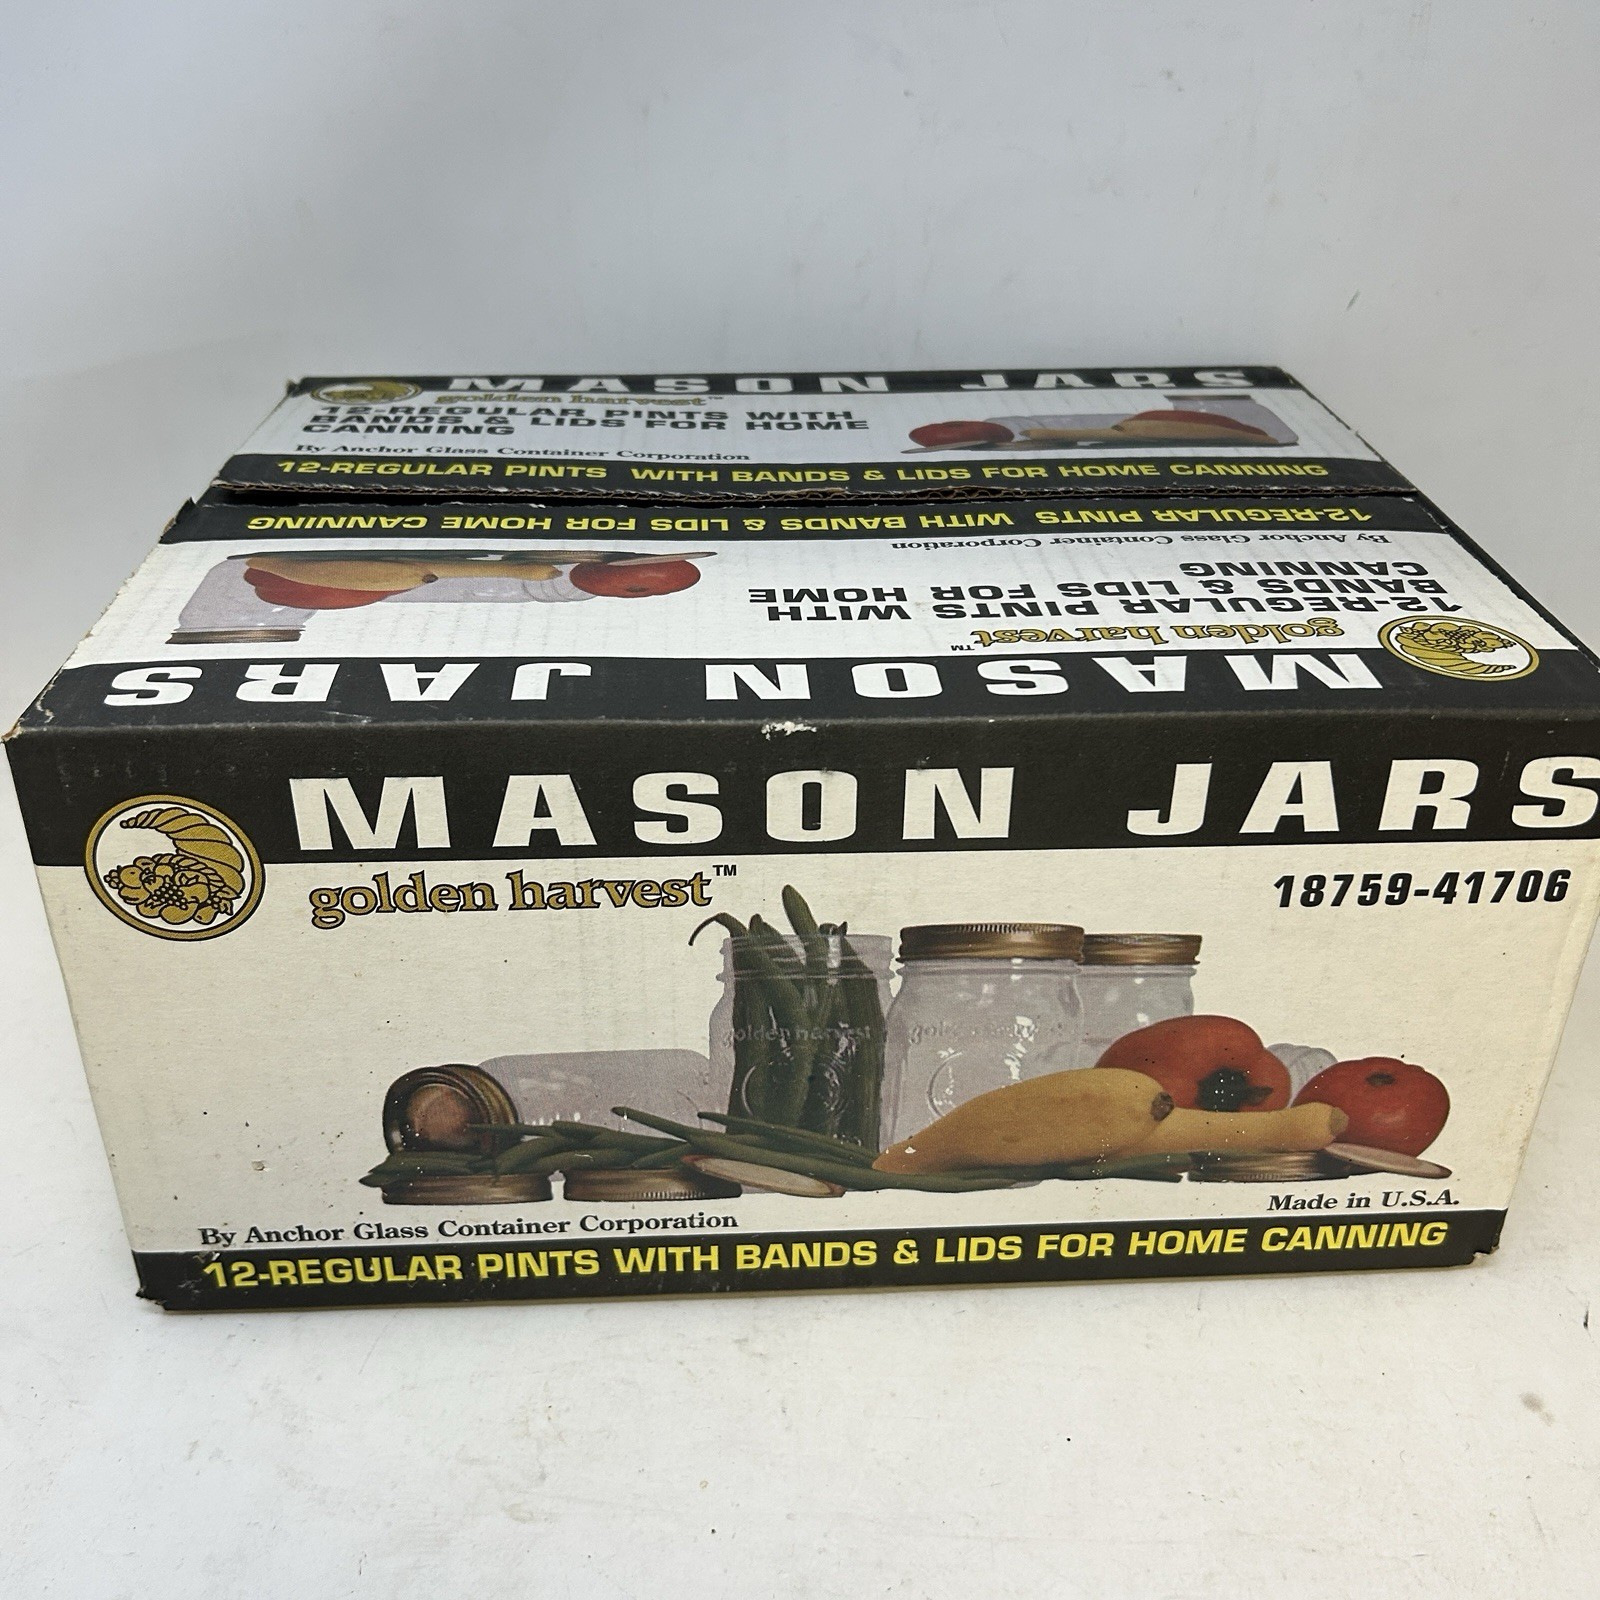 MASON JARS
golden harvest™
12-REGULAR PINTS WITH
BANDS & LIDS FOR HOME
CANNING
By Anchor Glass Container Corporation
12-REGULAR PINTS WITH BANDS & LIDS FOR HOME CANNING
12-REGULAR PINTS WITH BANDS & LIDS FOR HOME CANNING
By Anchor Glass Container Corporation
12-REGULAR PINTS WITH
BANDS & LIDS FOR HOME
CANNING
golden harvest™
MASON JARS
MASON JARS
golden harvest™
18759-41706
golden harvest
golden harvest
Made in U.S.A.
By Anchor Glass Container Corporation
12-REGULAR PINTS WITH BANDS & LIDS FOR HOME CANNING